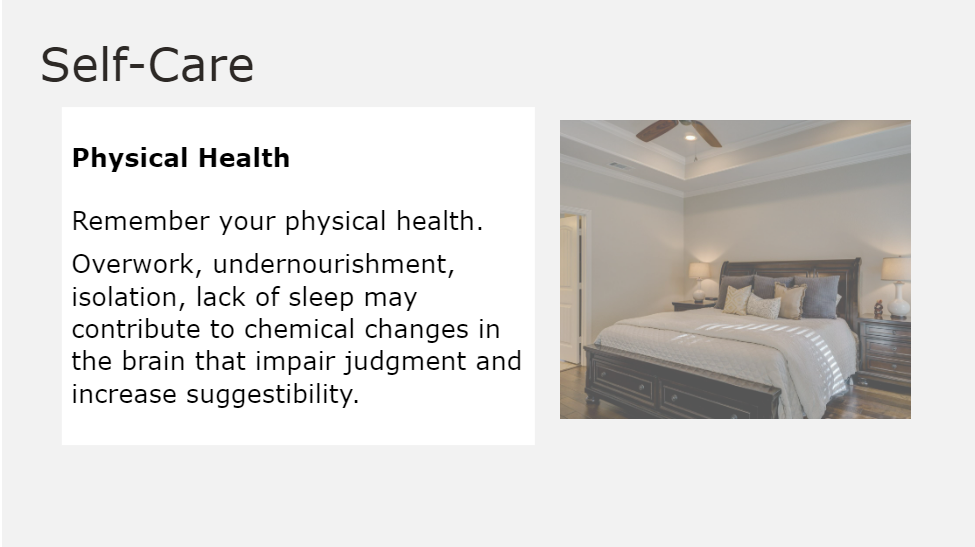 Self-Care
Physical Health
Remember your physical health.
Overwork, undernourishment,
isolation, lack of sleep may
contribute to chemical changes in
the brain that impair judgment and
increase suggestibility.